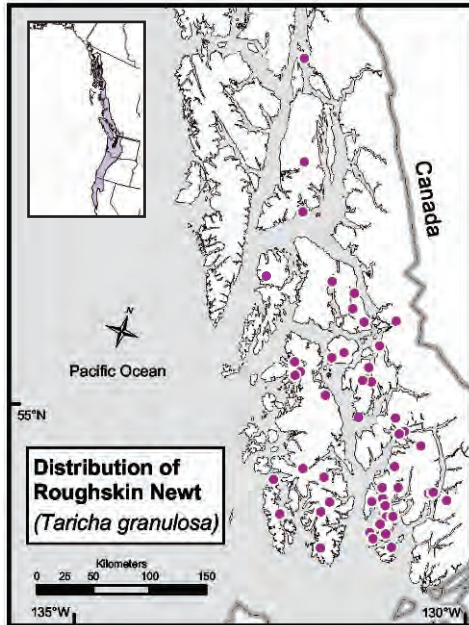 Canada
N
Pacific Ocean
55°N
Distribution of
Roughskin Newt
(Taricha granulosa)
Kilometers
0 25 50 100 150
135°W
130°W